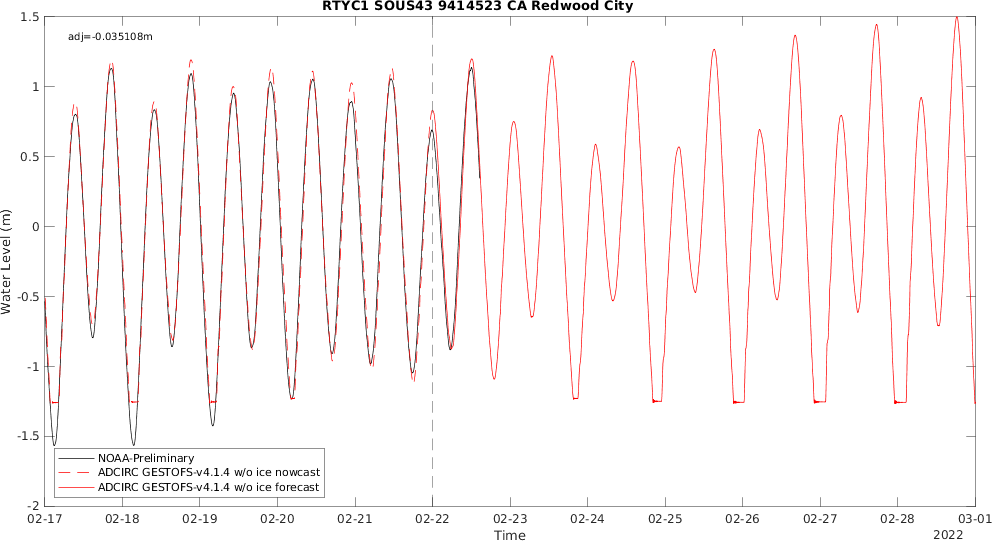 RTYC1 SOUS43 9414523 CA Redwood City
adj=-0.035108m
1.5
1
0.5
0
-0.5
-1
-1.5
-2
Water Level (m)
NOAA-Preliminary
ADCIRC GESTOFS-v4.1.4 w/o ice nowcast
ADCIRC GESTOFS-v4.1.4 w/o ice forecast
02-17 02-18 02-19 02-20 02-21 02-22 02-23 02-24 02-25 02-26 02-27 02-28 03-01
Time
2022